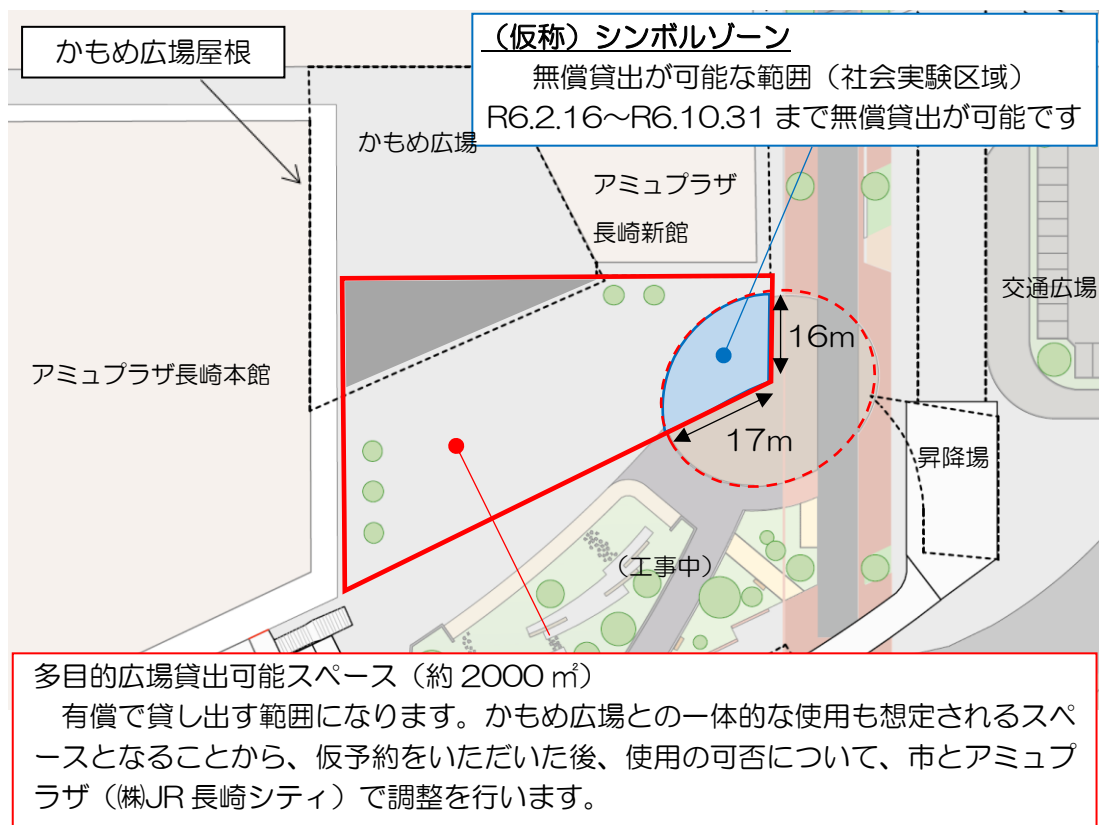 かもめ広場屋根
（仮称）シンボルゾーン
無償貸出が可能な範囲（社会実験区域）
R6.2.16～R6.10.31 まで無償貸出が可能です
かもめ広場
アミュプラザ
長崎新館
交通広場
16m
アミュプラザ長崎本館
17m
昇降場
（工事中）
多目的広場貸出可能スペース（約 2000 ㎡）
有償で貸し出す範囲になります。かもめ広場との一体的な使用も想定されるスペ
ースとなることから、仮予約をいただいた後、使用の可否について、市とアミュプ
ラザ（㈱JR 長崎シティ）で調整を行います。